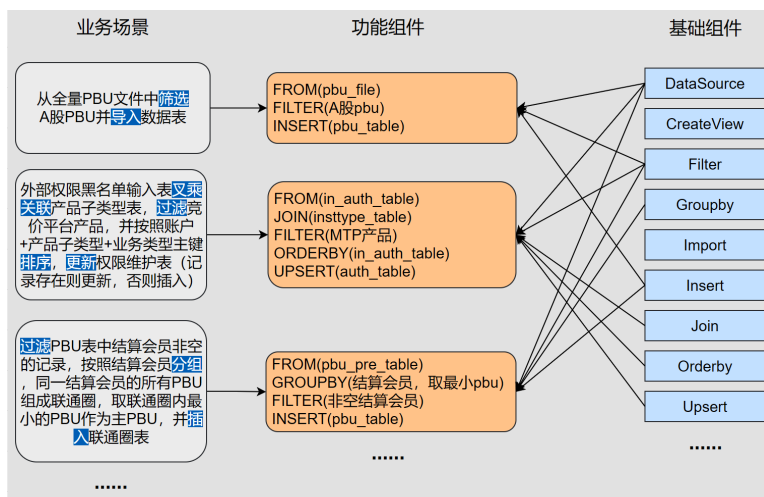 业务场景
功能组件
基础组件
从全量PBU文件中筛选
A股PBU并导入数据表
FROM(pbu_file)
FILTER(A股pbu)
INSERT(pbu_table)
外部权限黑名单输入表叉乘
关联产品子类型表，过滤竞
价平台产品，并按照账户
+产品子类型+业务类型主键
排序，更新权限维护表（记
录存在则更新，否则插入）
FROM(in_auth_table)
JOIN(insttype_table)
FILTER(MTP产品)
ORDERBY(in_auth_table)
UPSERT(auth_table)
过滤PBU表中结算会员非空
的记录，按照结算会员分组
，同一结算会员的所有PBU
组成联通圈，取联通圈内最
小的PBU作为主PBU，并插
入联通圈表
FROM(pbu_pre_table)
GROUPBY(结算会员，取最小pbu)
FILTER(非空结算会员)
INSERT(pbu_table)
DataSource
CreateView
Filter
Groupby
Import
Insert
Join
Orderby
Upsert
......
......
......